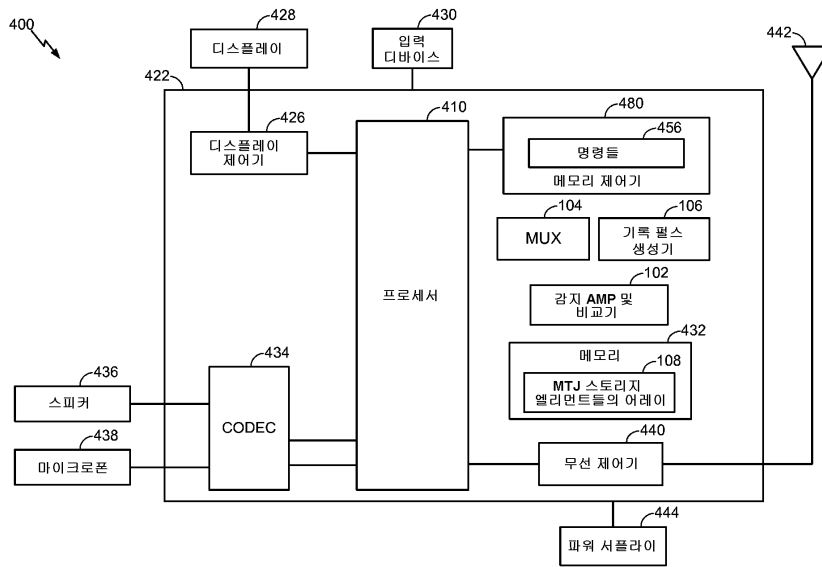 400
428
디스플레이
430
입력
디바이스
442
422
426
디스플레이
제어기
410
프로세서
480
456
명령들
메모리 제어기
104
MUX
106
기록 펄스
생성기
102
감지 AMP 및
비교기
432
메모리
108
MTJ 스토리지
엘리먼트들의 어레이
434
CODEC
436
스피커
438
마이크로폰
440
무선 제어기
444
파워 서플라이